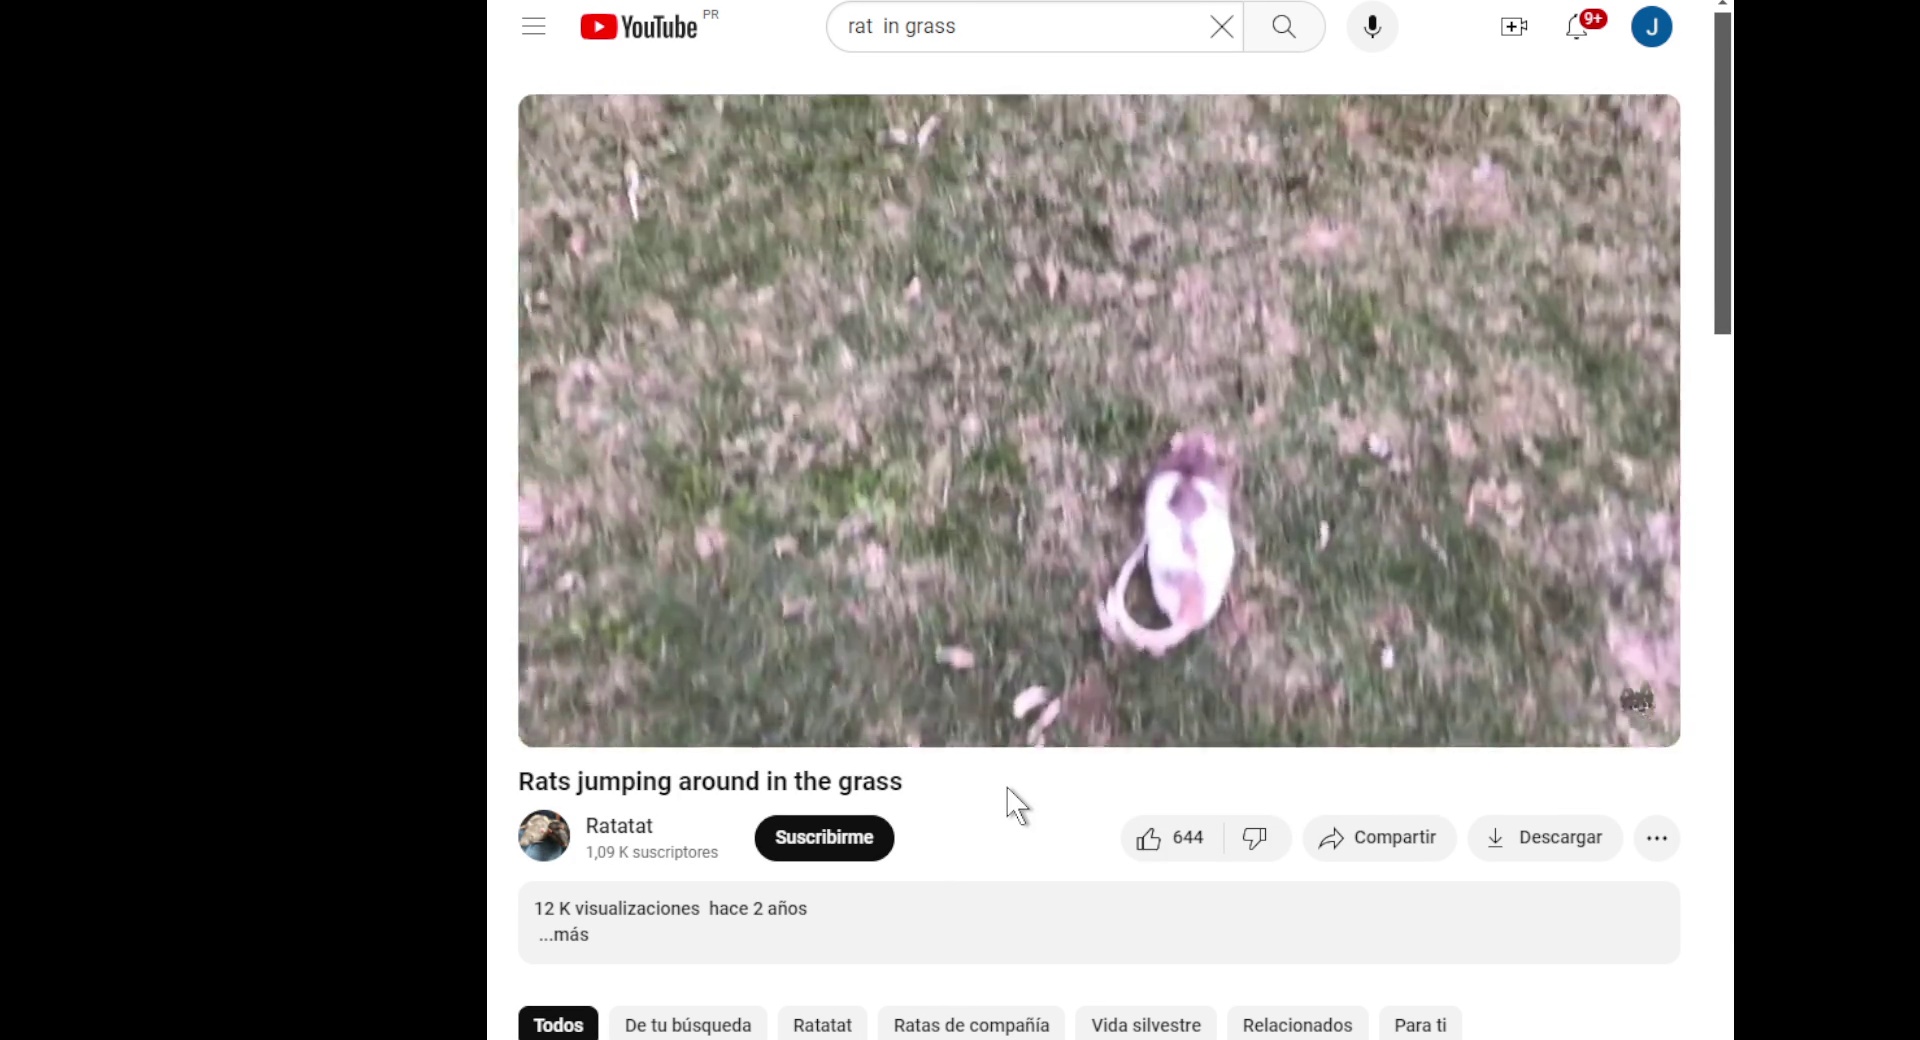 YouTube PR
rat in grass
9+
J
Rats jumping around in the grass
Ratatat
1,09 K suscriptores
Suscribirme
644
Compartir
Descargar
12 K visualizaciones hace 2 años
...más
Todos De tu búsqueda Ratatat Ratas de compañía Vida silvestre Relacionados Para ti